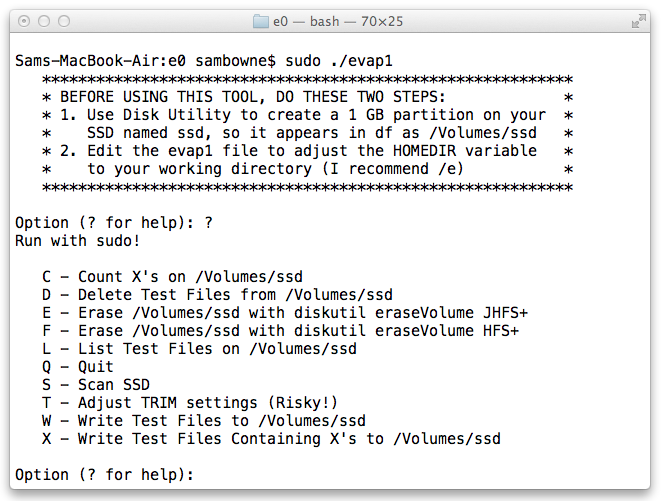 e0 — bash — 70×25
Sams-MacBook-Air:e0 sambowne$ sudo ./evap1
***********************************************************
* BEFORE USING THIS TOOL, DO THESE TWO STEPS:             *
* 1. Use Disk Utility to create a 1 GB partition on your  *
*    SSD named ssd, so it appears in df as /Volumes/ssd   *
* 2. Edit the evap1 file to adjust the HOMEDIR variable   *
*    to your working directory (I recommend /e)           *
***********************************************************
Option (? for help): ?
Run with sudo!
C - Count X's on /Volumes/ssd
D - Delete Test Files from /Volumes/ssd
E - Erase /Volumes/ssd with diskutil eraseVolume JHFS+
F - Erase /Volumes/ssd with diskutil eraseVolume HFS+
L - List Test Files on /Volumes/ssd
Q - Quit
S - Scan SSD
T - Adjust TRIM settings (Risky!)
W - Write Test Files to /Volumes/ssd
X - Write Test Files Containing X's to /Volumes/ssd
Option (? for help):